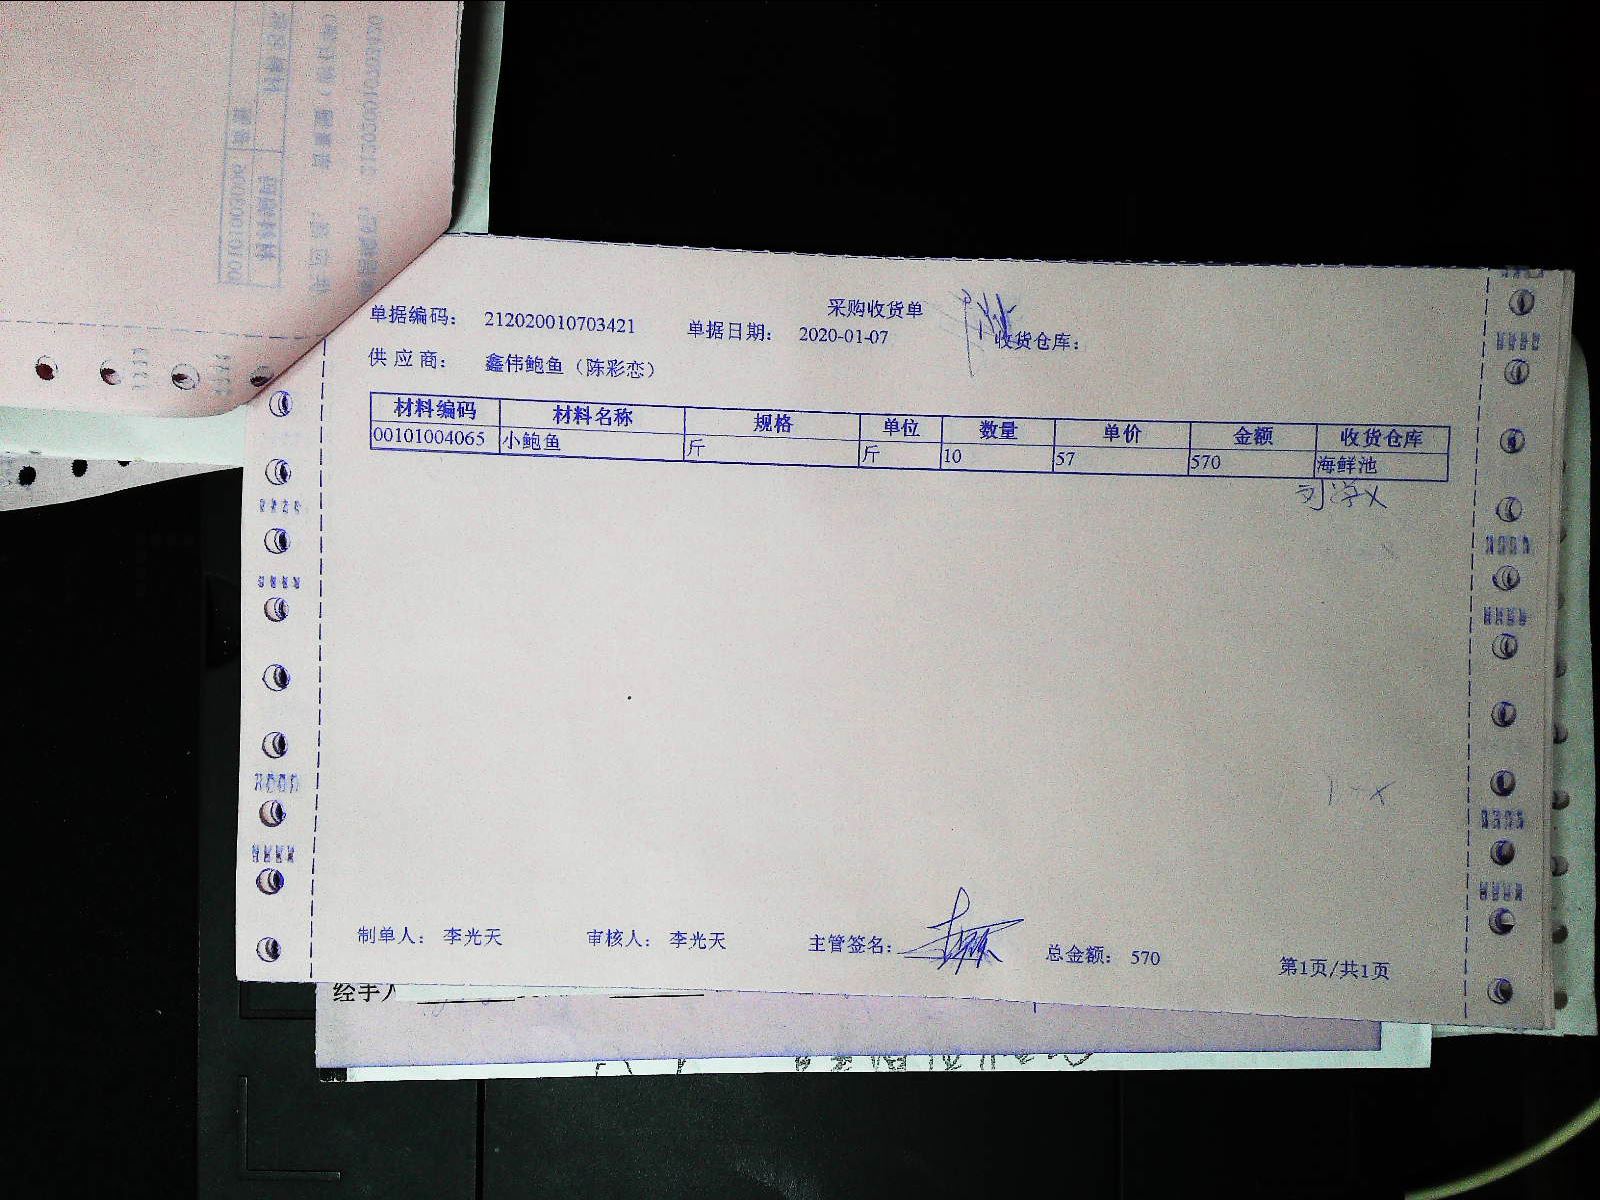 采购收货单
单据编码: 212020010703421 单据日期: 2020-01-07 收货仓库:
供应商: 鑫伟鲍鱼（陈彩恋）
材料编码 材料名称 规格 单位 数量 单价 金额 收货仓库
00101004065 小鲍鱼 斤 斤 10 57 570 海鲜池
制单人: 李光天 审核人: 李光天 主管签名: 总金额: 570 第1页/共1页
经手人